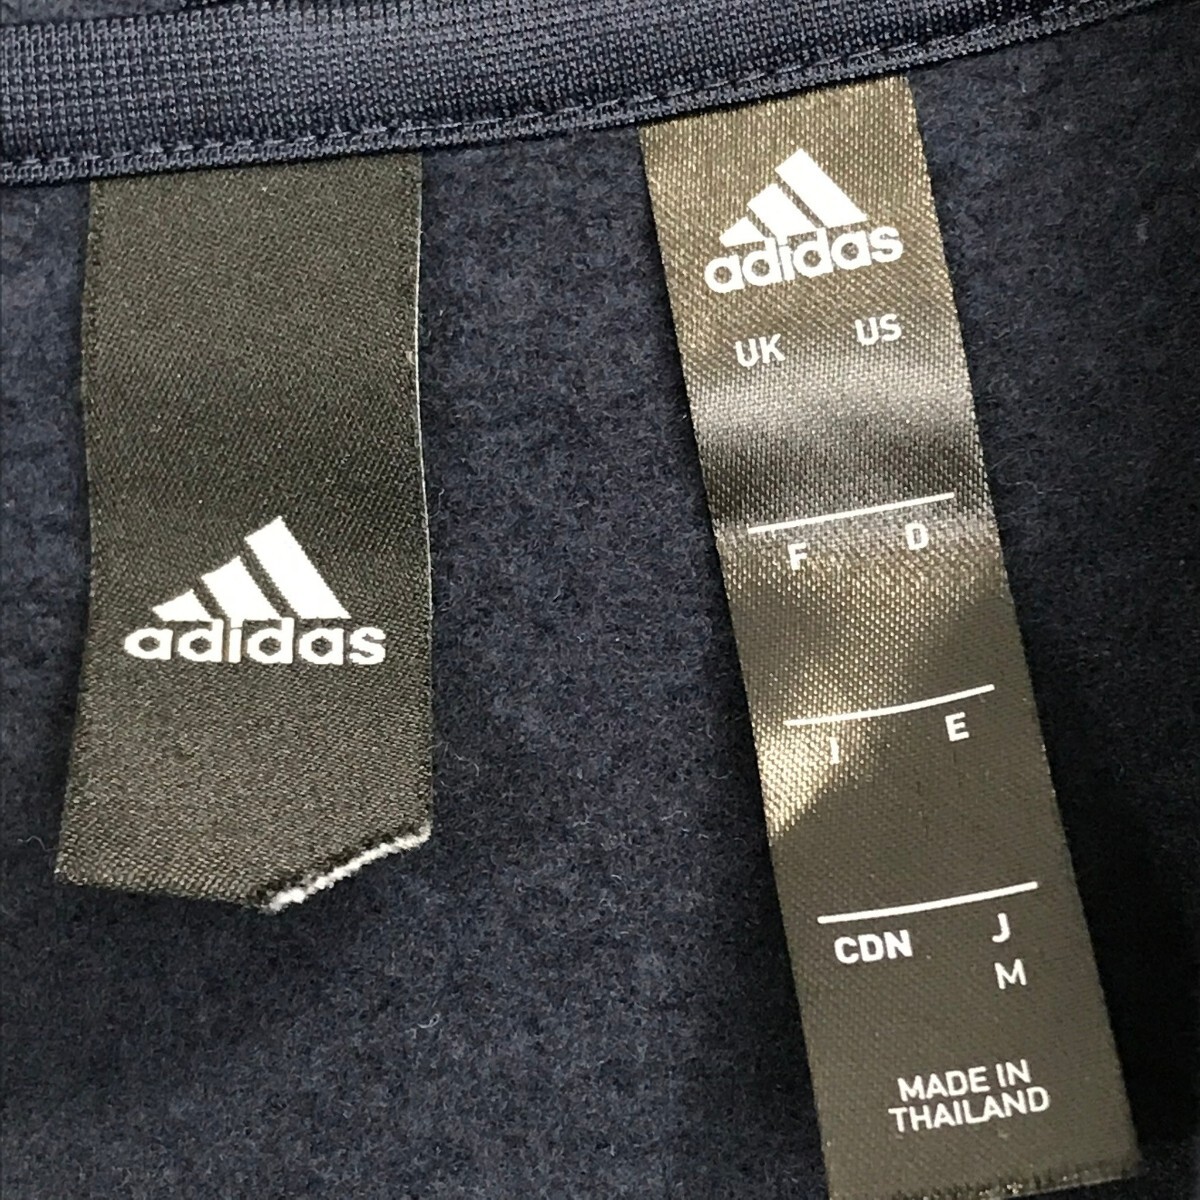 adidas
adidas
UK US
F D
I E
CDN J
M
MADE IN
THAILAND